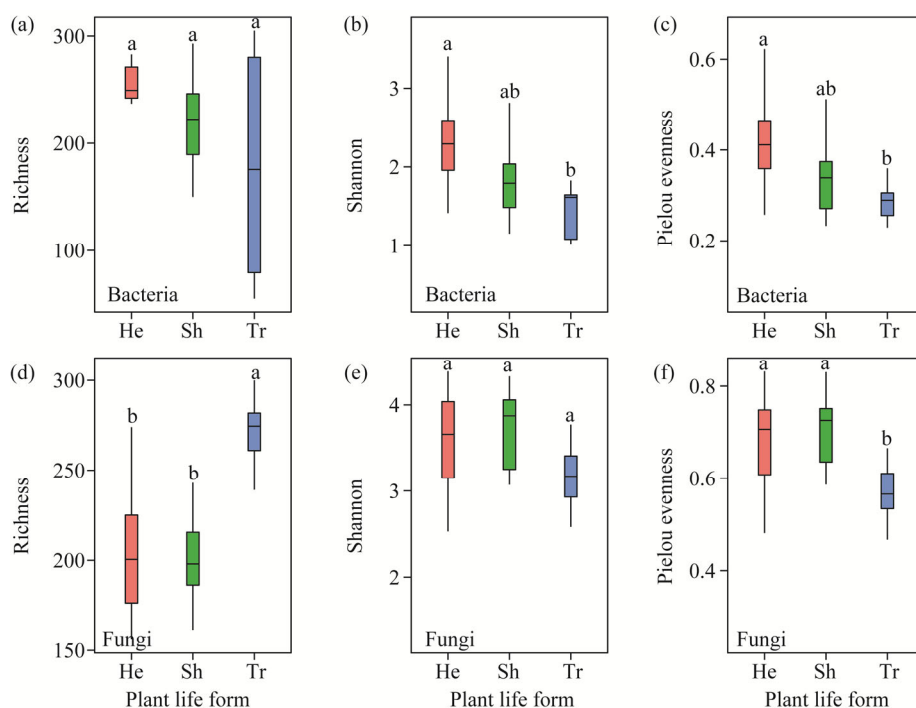 (a)
Richness
300
200
100
a a a
Bacteria
He Sh Tr
(b)
Shannon
3
2
1
a
ab
b
Bacteria
He Sh Tr
(c)
Pielou evenness
0.6
0.4
0.2
a
ab
b
Bacteria
He Sh Tr
(d)
Richness
300
250
200
150
b
b
a
Fungi
He Sh Tr
Plant life form
(e)
Shannon
4
3
2
a a
a
Fungi
He Sh Tr
Plant life form
(f)
Pielou evenness
0.8
0.6
0.4
a a
b
Fungi
He Sh Tr
Plant life form